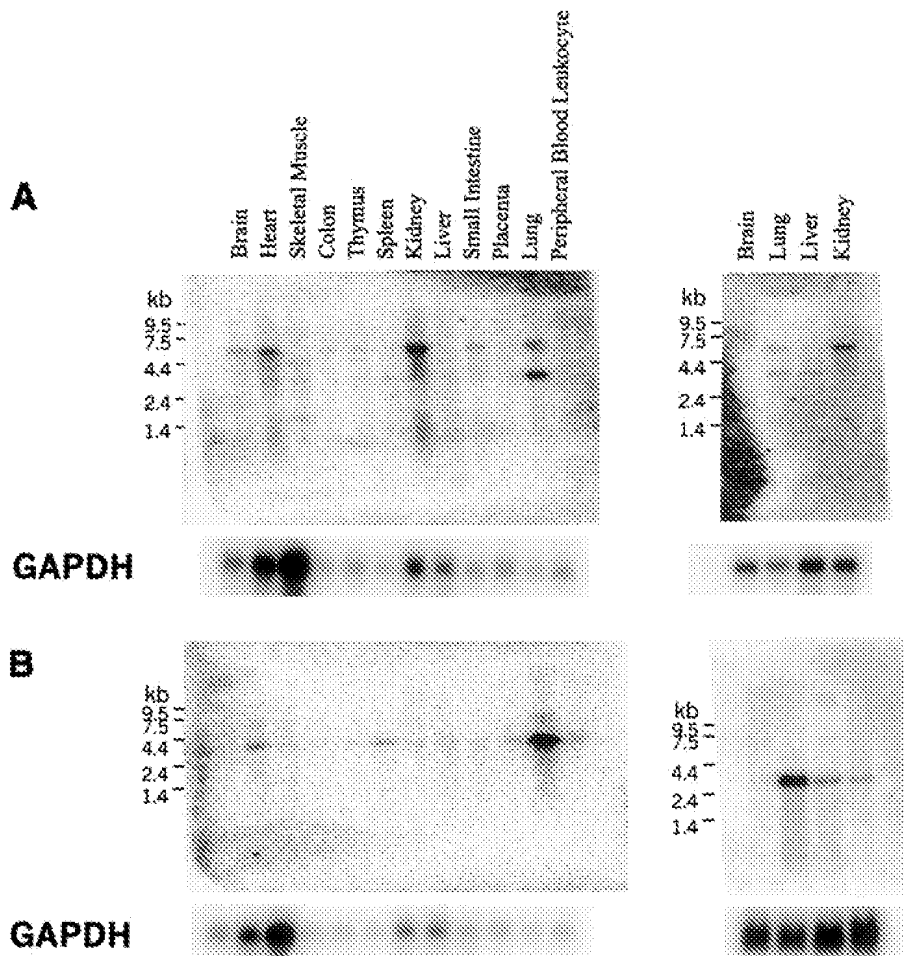 A
Brain
Heart
Skeletal Muscle
Colon
Thymus
Spleen
Kidney
Liver
Small Intestine
Placenta
Lung
Peripheral Blood Leukocyte
Brain
Lung
Liver
Kidney
kb
9.5
7.5
4.4
2.4
1.4
kb
9.5
7.5
4.4
2.4
1.4
GAPDH
B
kb
9.5
7.5
4.4
2.4
1.4
kb
9.5
7.5
4.4
2.4
1.4
GAPDH